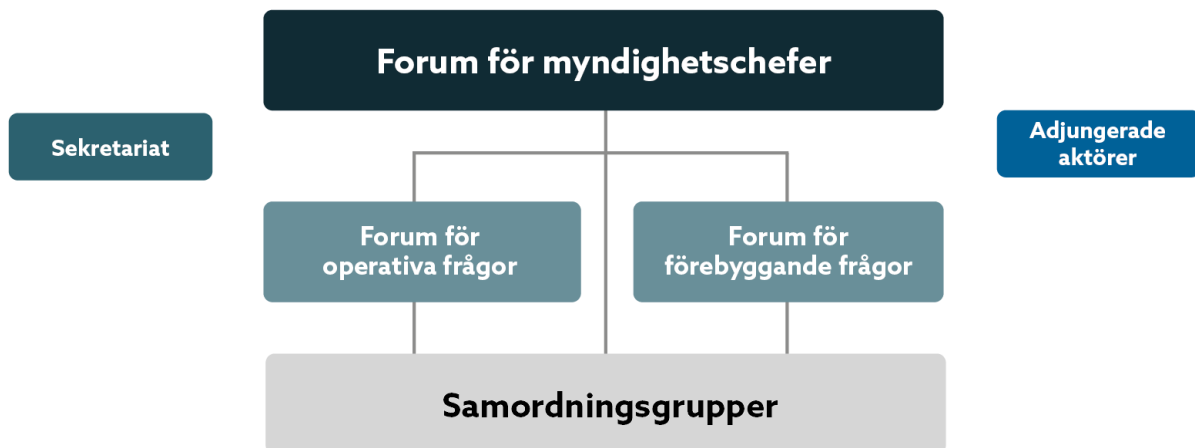 Forum för myndighetschefer
Sekretariat
Adjungerade
aktörer
Forum för
operativa frågor
Forum för
förebyggande frågor
Samordningsgrupper